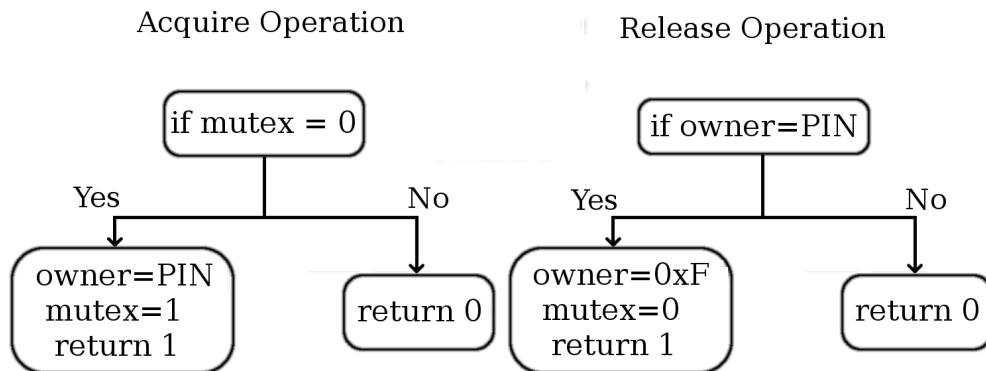 Acquire Operation
if mutex = 0
Yes
No
owner=PIN
mutex=1
return 1
return 0
Release Operation
if owner=PIN
Yes
No
owner=0xF
mutex=0
return 1
return 0